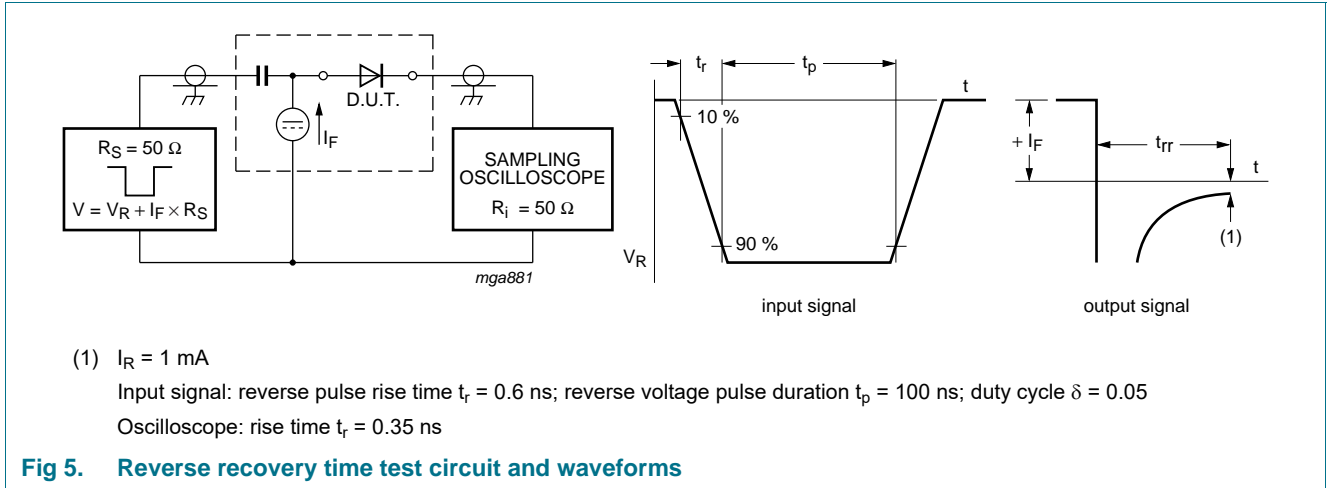 D.U.T.
I_F
R_S = 50 Ω
V = V_R + I_F × R_S
SAMPLING
OSCILLOSCOPE
R_i = 50 Ω
mga881
t_r
t_p
t
10 %
90 %
V_R
input signal
+ I_F
t_rr
t
(1)
output signal
(1) I_R = 1 mA
Input signal: reverse pulse rise time t_r = 0.6 ns; reverse voltage pulse duration t_p = 100 ns; duty cycle δ = 0.05
Oscilloscope: rise time t_r = 0.35 ns
Fig 5. Reverse recovery time test circuit and waveforms